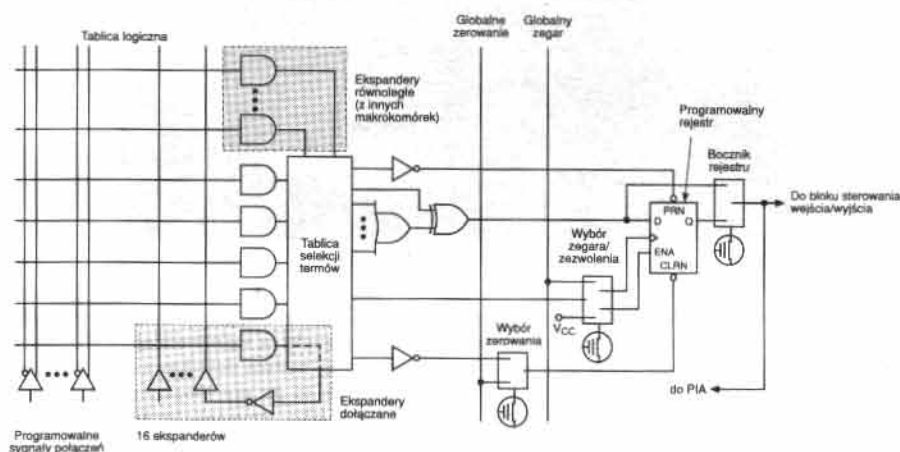 Tablica logiczna
Globalne
zerowanie
Globalny
zegar
Ekspandery
równoległe
(z innych
makrokomórek)
Programowalny
rejestr
Bocznik
rejestru
Do bloku sterowania
wejścia/wyjścia
PRN
D
Q
ENA
CLRN
Tablica
selekcji
termów
Wybór
zegara/
zezwolenia
VCC
Wybór
zerowania
do PIA
Ekspandery
dołączane
Programowalne
sygnały połączeń
16 ekspanderów